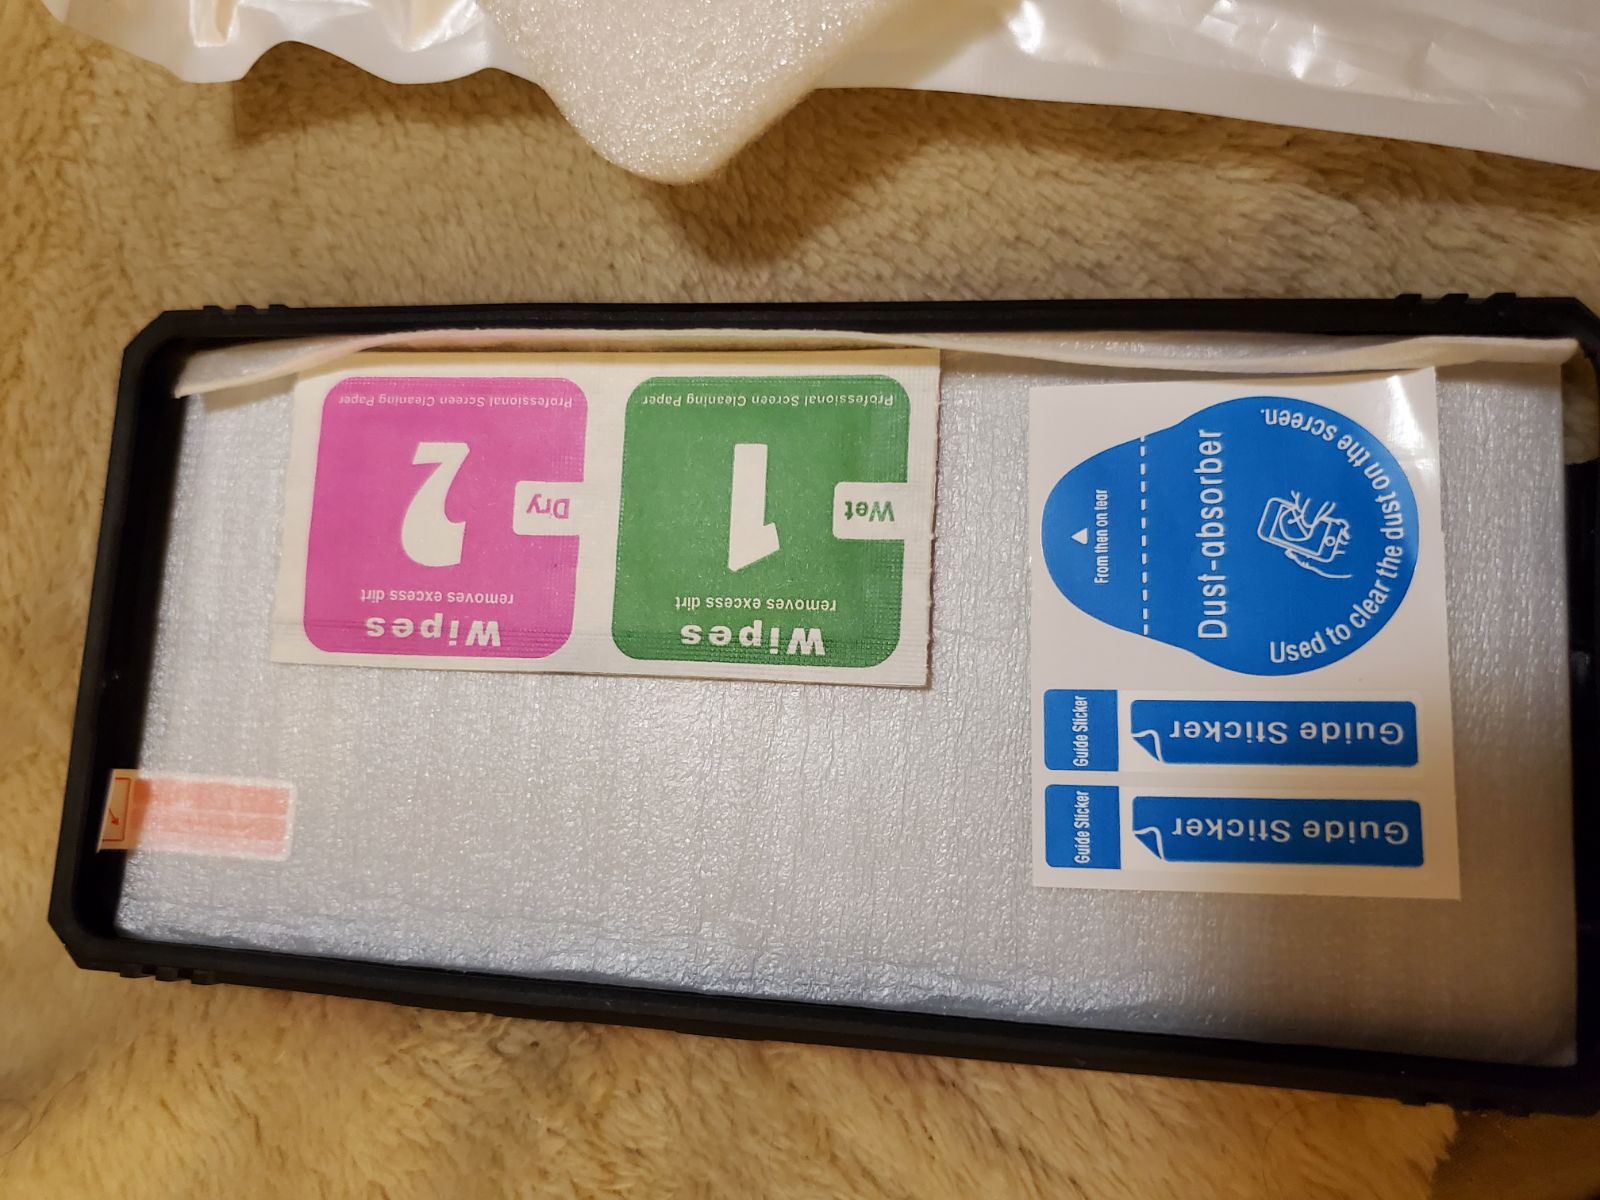 Wipes
removes excess dirt
1
Wet
Professional Screen Cleaning Paper
Wipes
removes excess dirt
2
Dry
Professional Screen Cleaning Paper
From then on tear
Dust-absorber
Used to clear the dust on the screen.
Guide Sticker
Guide Sticker
Guide Sticker
Guide Sticker